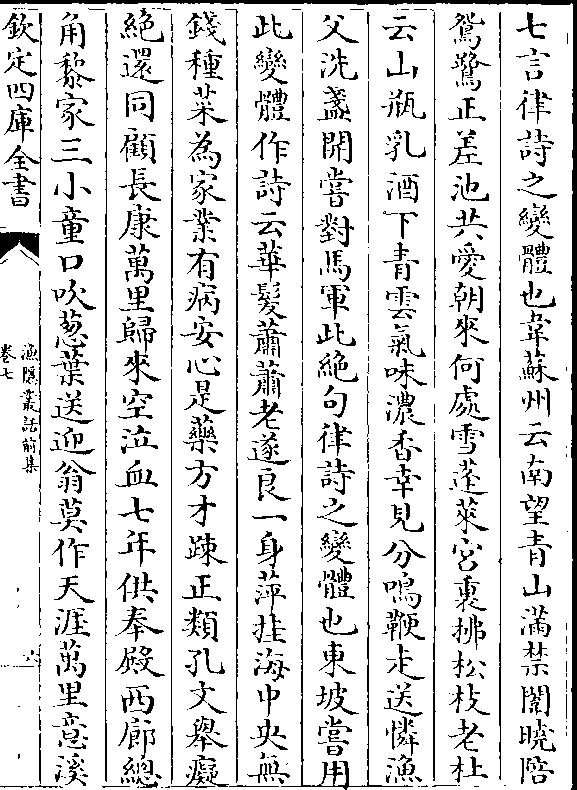 七言律詩之變體也韋蘇州云南望青山滿禁闈曉陪
鴛鷺正差池共愛朝來何處雪蓬萊宮裏拂松枝老杜
云山瓶乳酒下青雲氣味濃香幸見分鳴鞭走送憐漁
父洗盞開嘗對馬軍此絶句律詩之變體也東坡嘗用
此變體作詩云華髮蕭蕭老遂良一身萍挂海中央無
錢種菜為家業有病安心是藥方才踈正類孔文舉癡
絶還同顧長康萬里歸來空泣血七年供奉殿西廊總
角黎家三小童口吹葱葉送迎翁莫作天涯萬里意溪
欽定四庫全書
漁隱叢話前集
卷七